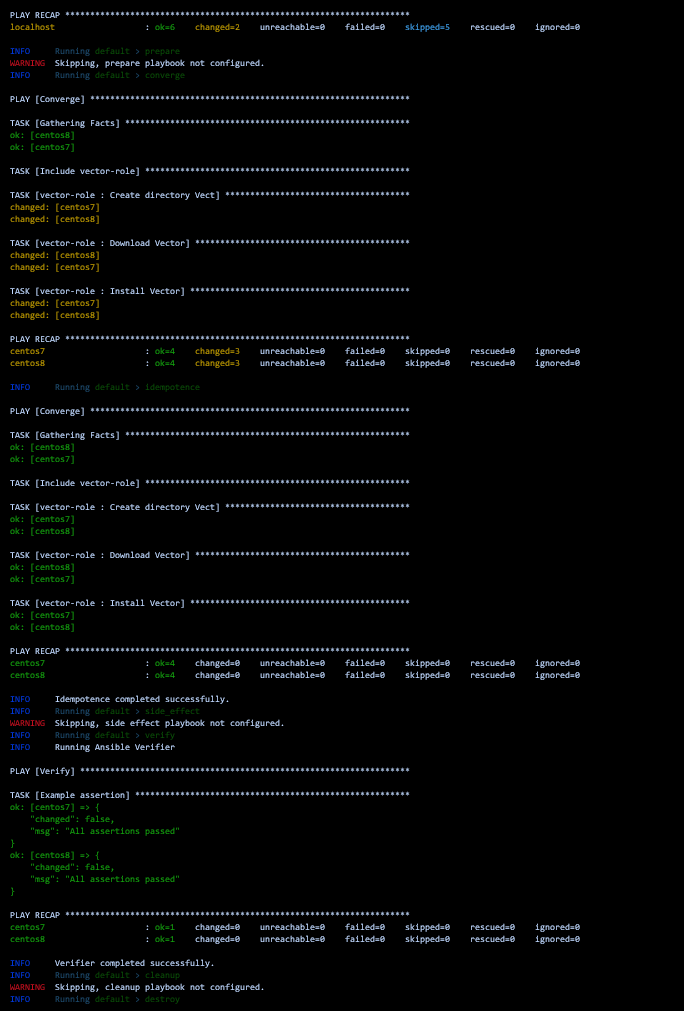 PLAY RECAP *********************************************************************
localhost                  : ok=6    changed=2    unreachable=0    failed=0    skipped=5    rescued=0    ignored=0
INFO     Running default > prepare
WARNING  Skipping, prepare playbook not configured.
INFO     Running default > converge
PLAY [Converge] ****************************************************************
TASK [Gathering Facts] *********************************************************
ok: [centos8]
ok: [centos7]
TASK [Include vector-role] *****************************************************
TASK [vector-role : Create directory Vect] *************************************
changed: [centos7]
changed: [centos8]
TASK [vector-role : Download Vector] *******************************************
changed: [centos8]
changed: [centos7]
TASK [vector-role : Install Vector] ********************************************
changed: [centos7]
changed: [centos8]
PLAY RECAP *********************************************************************
centos7                    : ok=4    changed=3    unreachable=0    failed=0    skipped=0    rescued=0    ignored=0
centos8                    : ok=4    changed=3    unreachable=0    failed=0    skipped=0    rescued=0    ignored=0
INFO     Running default > idempotence
PLAY [Converge] ****************************************************************
TASK [Gathering Facts] *********************************************************
ok: [centos8]
ok: [centos7]
TASK [Include vector-role] *****************************************************
TASK [vector-role : Create directory Vect] *************************************
ok: [centos7]
ok: [centos8]
TASK [vector-role : Download Vector] *******************************************
ok: [centos8]
ok: [centos7]
TASK [vector-role : Install Vector] ********************************************
ok: [centos7]
ok: [centos8]
PLAY RECAP *********************************************************************
centos7                    : ok=4    changed=0    unreachable=0    failed=0    skipped=0    rescued=0    ignored=0
centos8                    : ok=4    changed=0    unreachable=0    failed=0    skipped=0    rescued=0    ignored=0
INFO     Idempotence completed successfully.
INFO     Running default > side_effect
WARNING  Skipping, side effect playbook not configured.
INFO     Running default > verify
INFO     Running Ansible Verifier
PLAY [Verify] ******************************************************************
TASK [Example assertion] *******************************************************
ok: [centos7] => {
    "changed": false,
    "msg": "All assertions passed"
}
ok: [centos8] => {
    "changed": false,
    "msg": "All assertions passed"
}
PLAY RECAP *********************************************************************
centos7                    : ok=1    changed=0    unreachable=0    failed=0    skipped=0    rescued=0    ignored=0
centos8                    : ok=1    changed=0    unreachable=0    failed=0    skipped=0    rescued=0    ignored=0
INFO     Verifier completed successfully.
INFO     Running default > cleanup
WARNING  Skipping, cleanup playbook not configured.
INFO     Running default > destroy